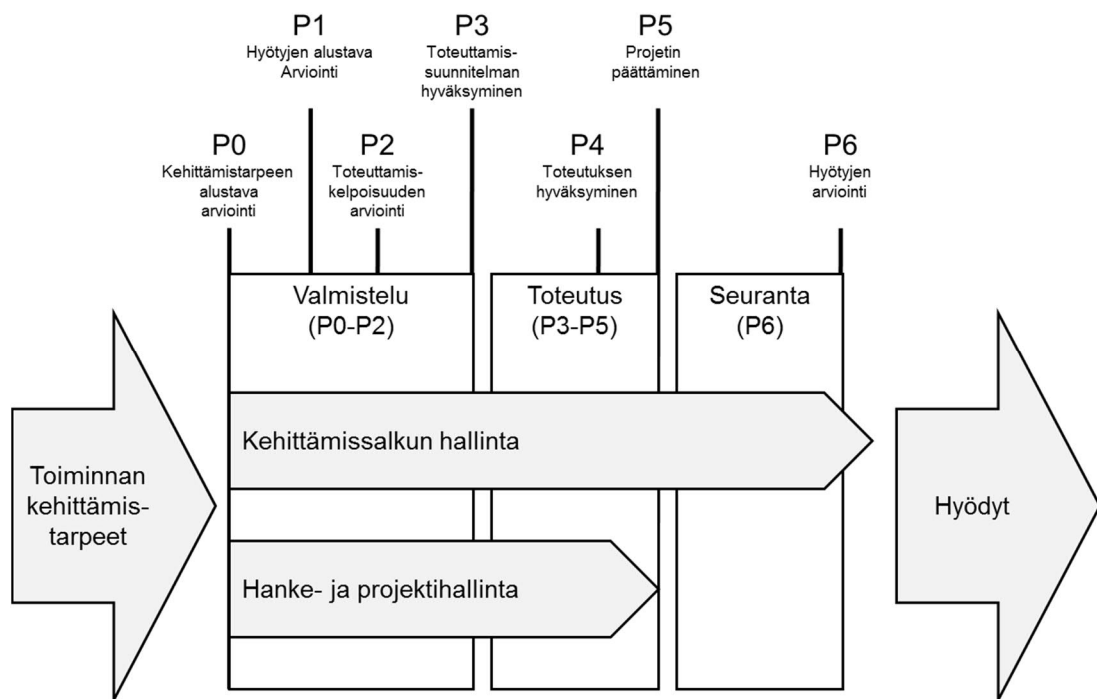 P1
Hyötyjen alustava
Arviointi
P3
Toteuttamis-
suunnitelman
hyväksyminen
P5
Projetin
päättäminen
P0
Kehittämistarpeen
alustava
arviointi
P2
Toteuttamis-
kelpoisuuden
arviointi
P4
Toteutuksen
hyväksyminen
P6
Hyötyjen
arviointi
Valmistelu
(P0-P2)
Toteutus
(P3-P5)
Seuranta
(P6)
Toiminnan
kehittämis-
tarpeet
Kehittämissalkun hallinta
Hanke- ja projektihallinta
Hyödyt